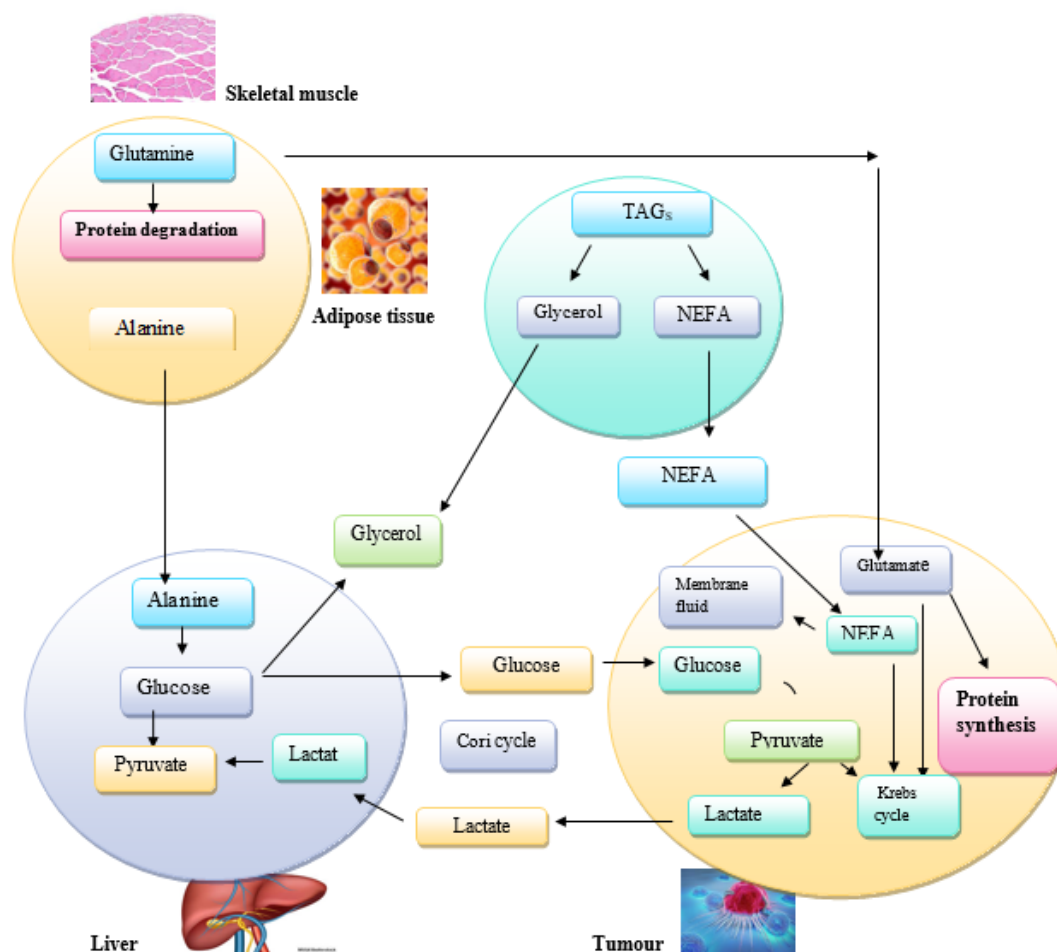 Skeletal muscle
Glutamine
Protein degradation
Alanine
Adipose tissue
TAGs
Glycerol
NEFA
NEFA
Glycerol
Alanine
Glucose
Pyruvate
Lactat
Glucose
Cori cycle
Lactate
Membrane
fluid
Glutamate
NEFA
Glucose
Protein
synthesis
Pyruvate
Krebs
cycle
Lactate
Liver
Tumour